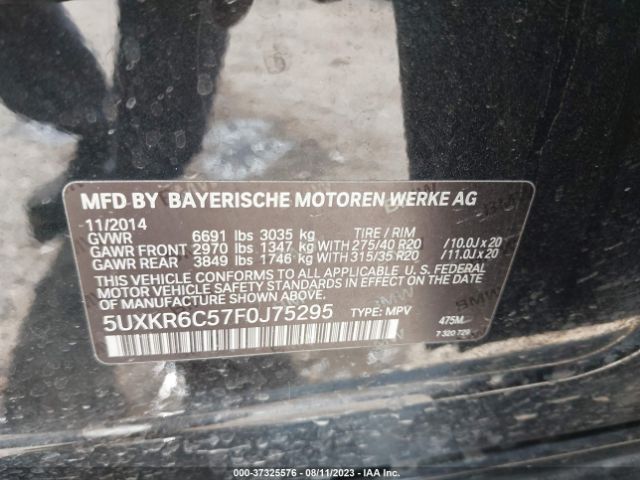 MFD BY BAYERISCHE MOTOREN WERKE AG
11/2014
GVWR 6691 lbs 3035 kg TIRE / RIM
GAWR FRONT 2970 lbs 1347 kg WITH 275/40 R20 / 10.0J x 20
GAWR REAR 3849 lbs 1746 kg WITH 315/35 R20 / 11.0J x 20
THIS VEHICLE CONFORMS TO ALL APPLICABLE U. S. FEDERAL
MOTOR VEHICLE SAFETY STANDARDS IN EFFECT ON THE DATE
OF MANUFACTURE SHOWN ABOVE.
5UXKR6C57F0J75295 TYPE: MPV 475M
7 320 729
000-37325576 - 08/11/2023 - IAA Inc.